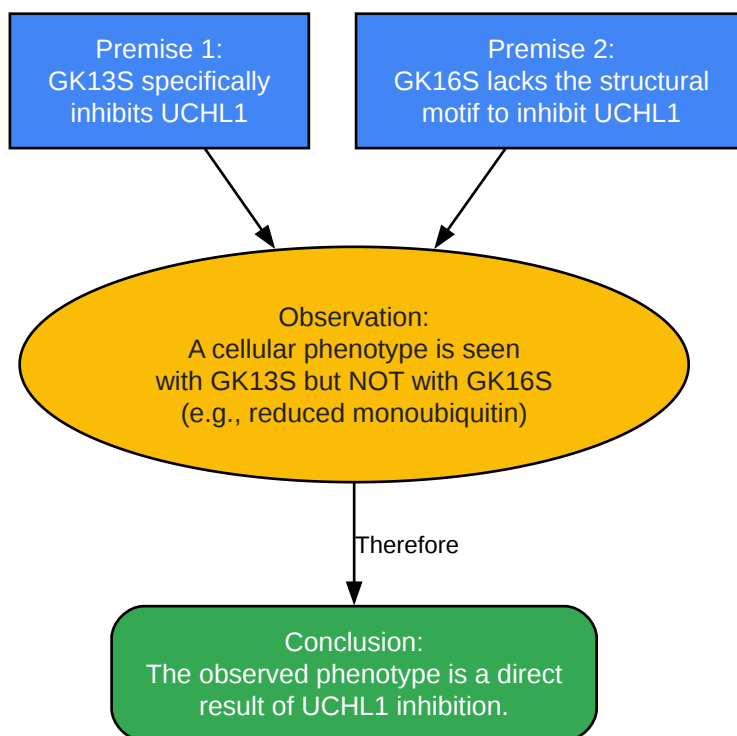 Premise 1:
GK13S specifically
inhibits UCHL1
Premise 2:
GK16S lacks the structural
motif to inhibit UCHL1
Observation:
A cellular phenotype is seen
with GK13S but NOT with GK16S
(e.g., reduced monoubiquitin)
Therefore
Conclusion:
The observed phenotype is a direct
result of UCHL1 inhibition.